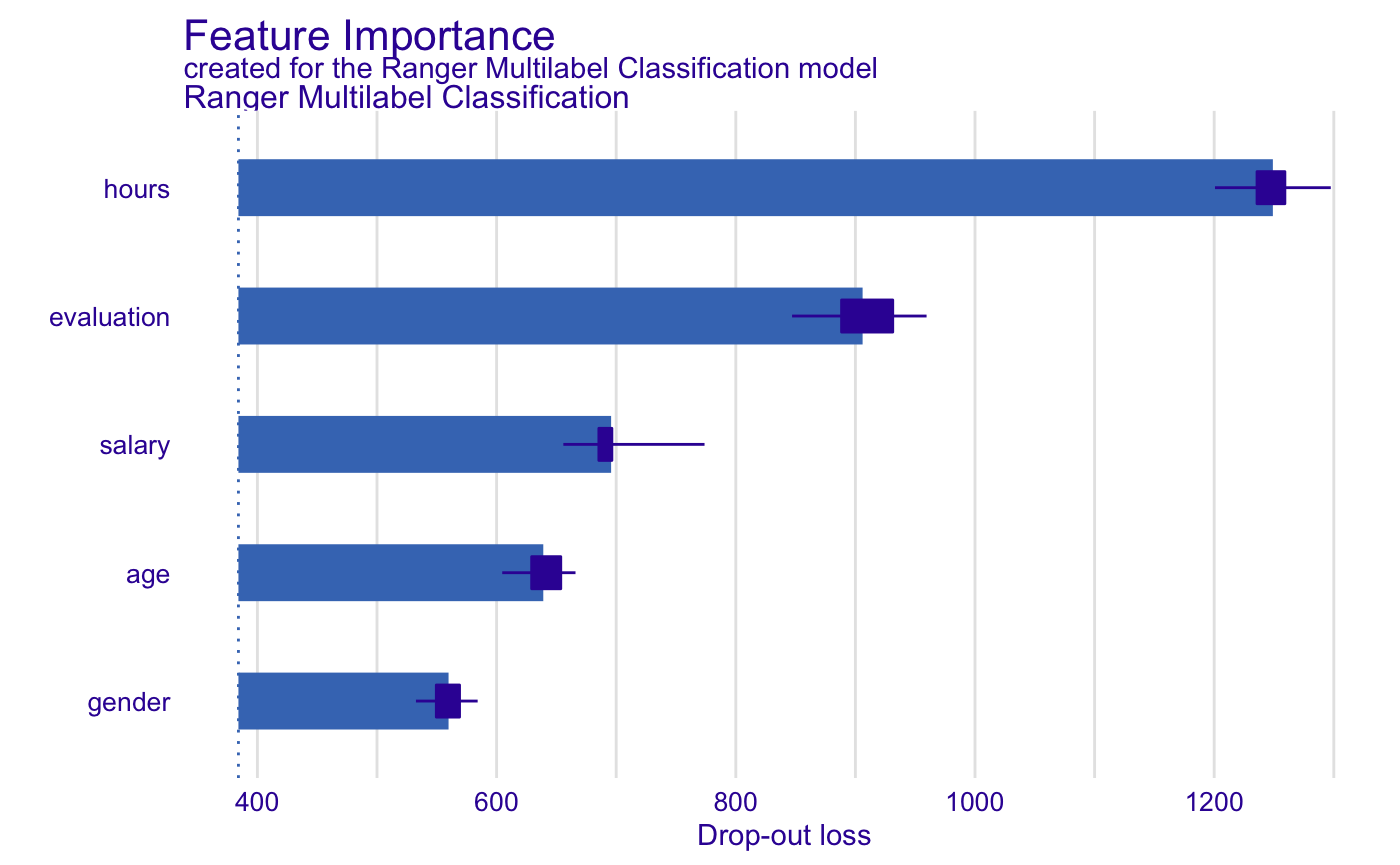 Feature Importance
created for the Ranger Multilabel Classification model
Ranger Multilabel Classification
hours
evaluation
salary
age
gender
400 600 800 1000 1200
Drop-out loss